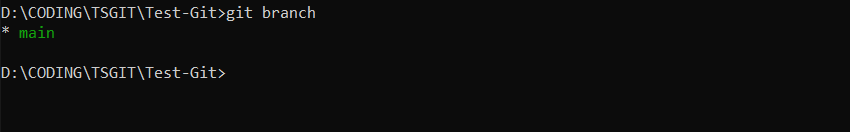 D:\CODING\TSGIT\Test-Git>git branch
* main
D:\CODING\TSGIT\Test-Git>